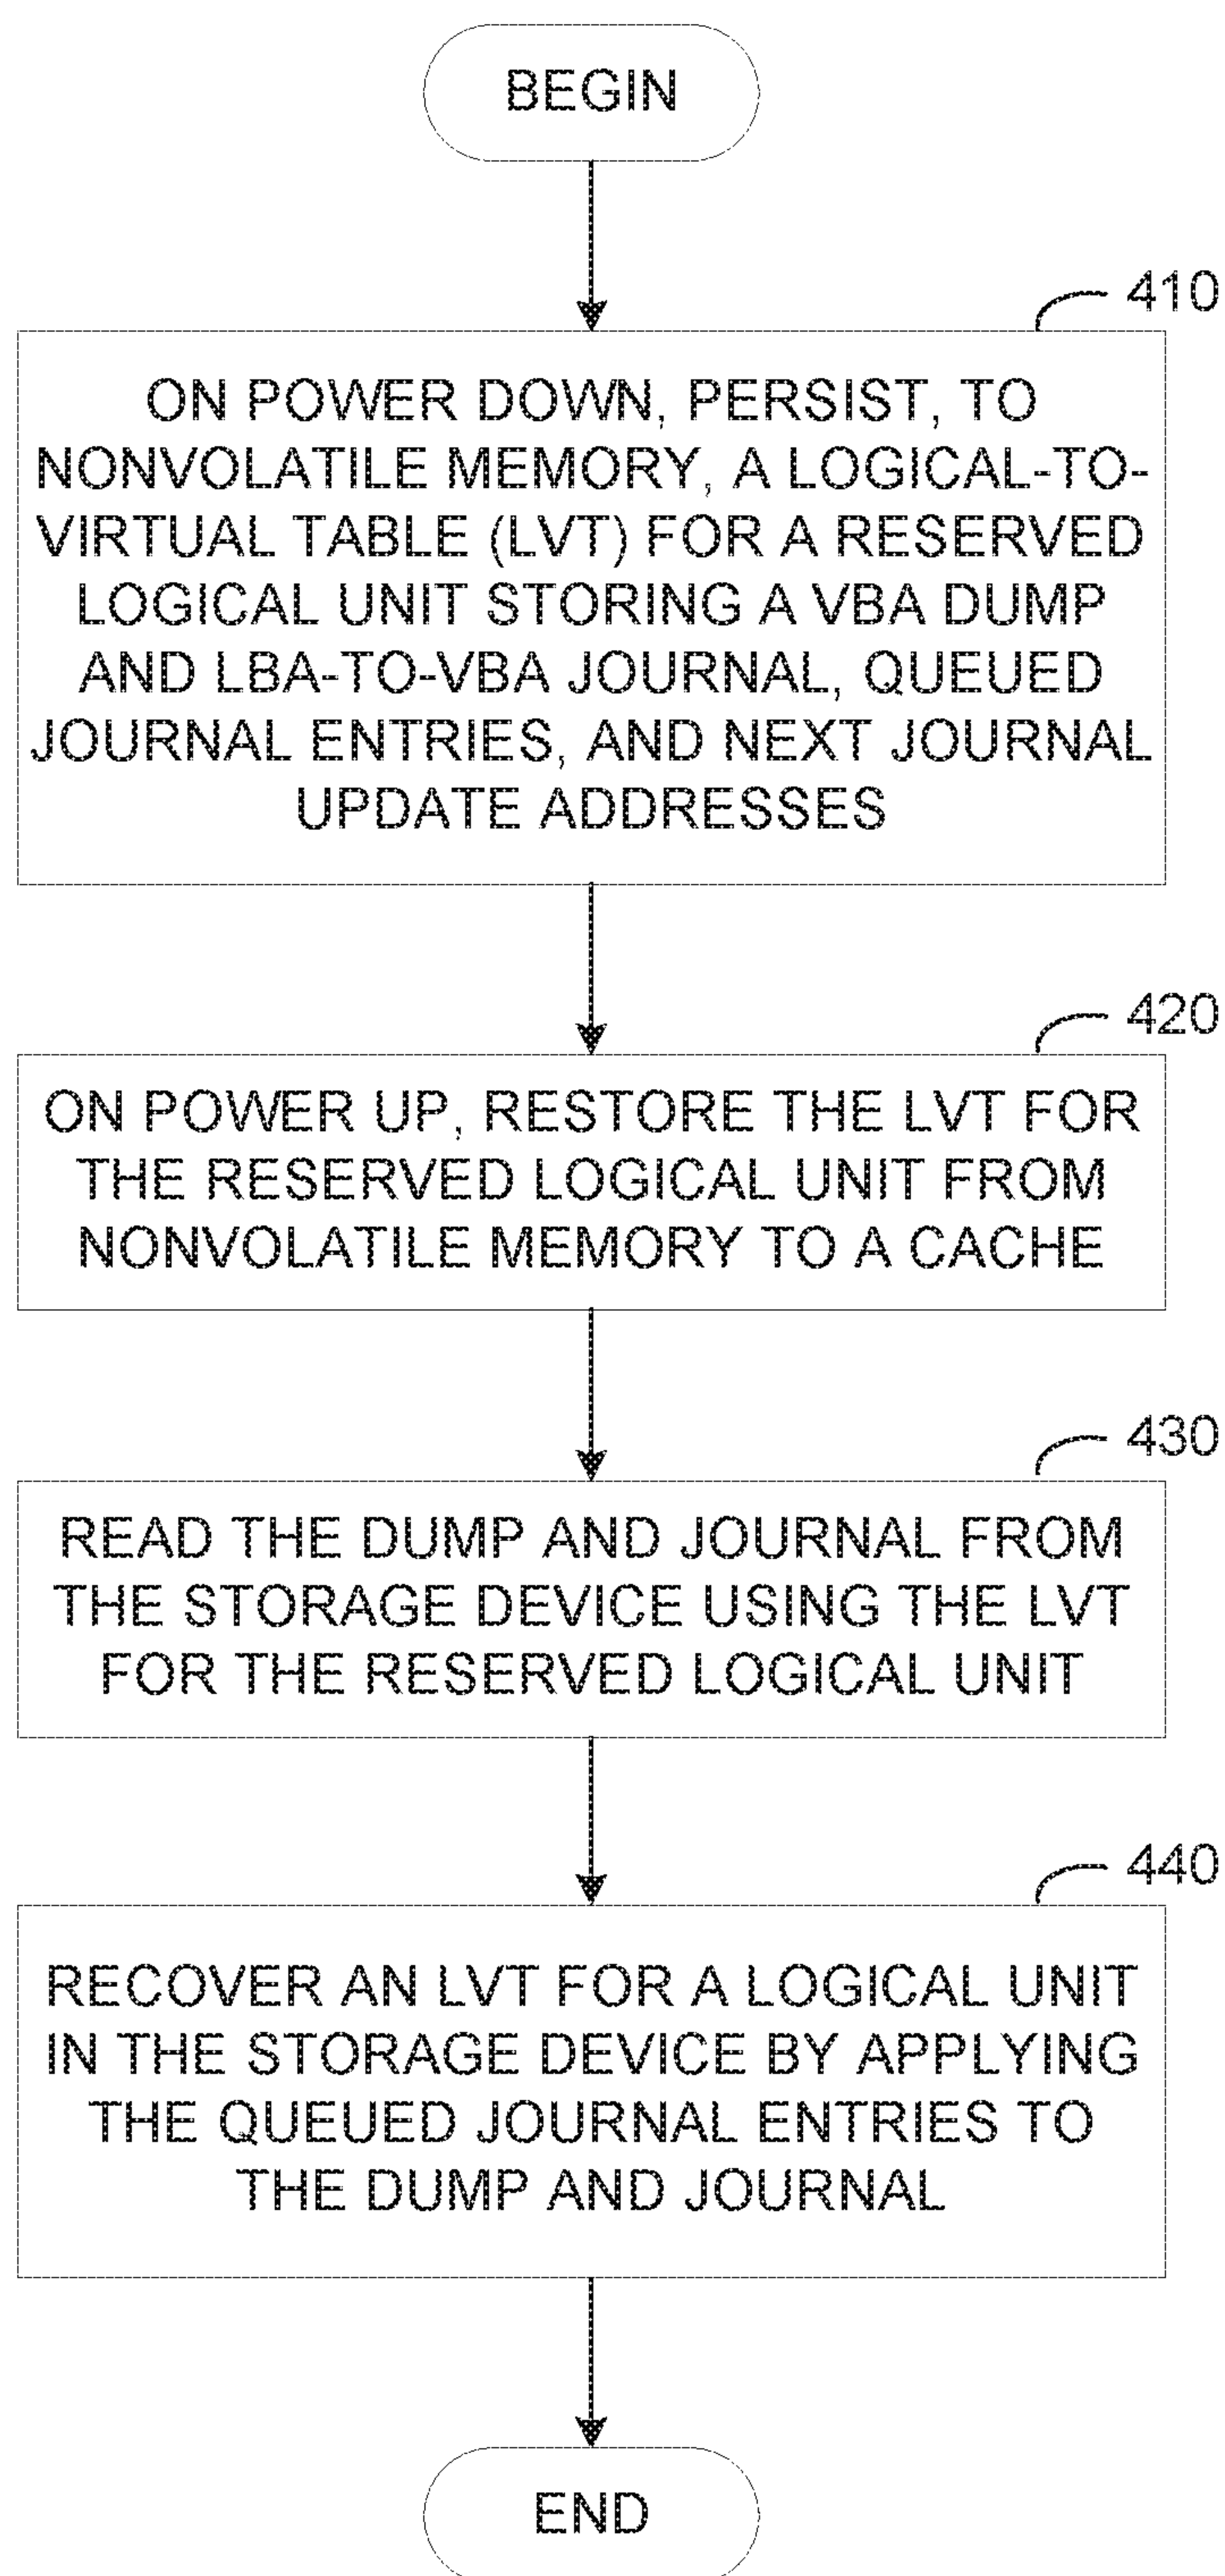 BEGIN
410
ON POWER DOWN, PERSIST, TO
NONVOLATILE MEMORY, A LOGICAL-TO-
VIRTUAL TABLE (LVT) FOR A RESERVED
LOGICAL UNIT STORING A VBA DUMP
AND LBA-TO-VBA JOURNAL, QUEUED
JOURNAL ENTRIES, AND NEXT JOURNAL
UPDATE ADDRESSES
420
ON POWER UP, RESTORE THE LVT FOR
THE RESERVED LOGICAL UNIT FROM
NONVOLATILE MEMORY TO A CACHE
430
READ THE DUMP AND JOURNAL FROM
THE STORAGE DEVICE USING THE LVT
FOR THE RESERVED LOGICAL UNIT
440
RECOVER AN LVT FOR A LOGICAL UNIT
IN THE STORAGE DEVICE BY APPLYING
THE QUEUED JOURNAL ENTRIES TO
THE DUMP AND JOURNAL
END